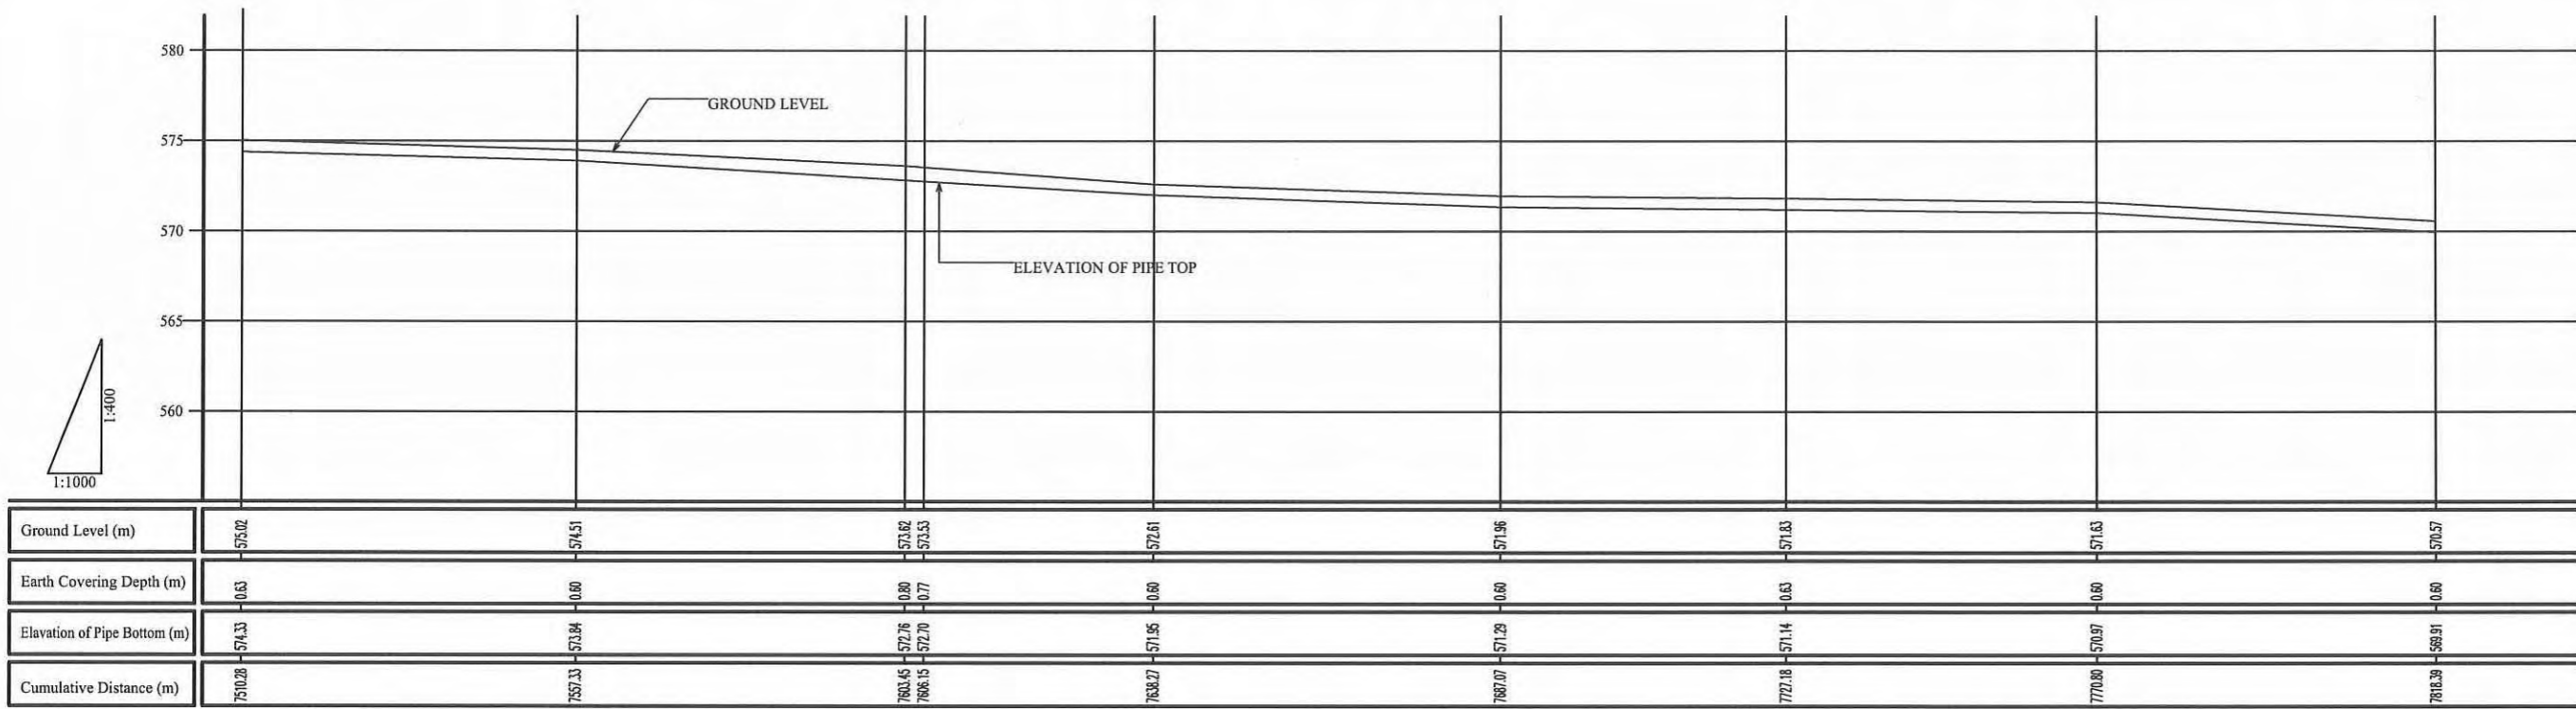 580
GROUND LEVEL
575
570
ELEVATION OF PIPE TOP
565
1:400
560
1:1000
Ground Level (m) 575.02 574.51 573.62 573.53 572.61 571.96 571.83 571.63 570.57
Earth Covering Depth (m) 0.63 0.60 0.80 0.77 0.60 0.60 0.63 0.60 0.60
Elavation of Pipe Bottom (m) 574.33 573.84 572.76 572.70 571.95 571.29 571.14 570.97 569.91
Cumulative Distance (m) 7510.28 7557.33 7603.45 7606.15 7638.27 7687.07 7727.18 7770.80 7818.39